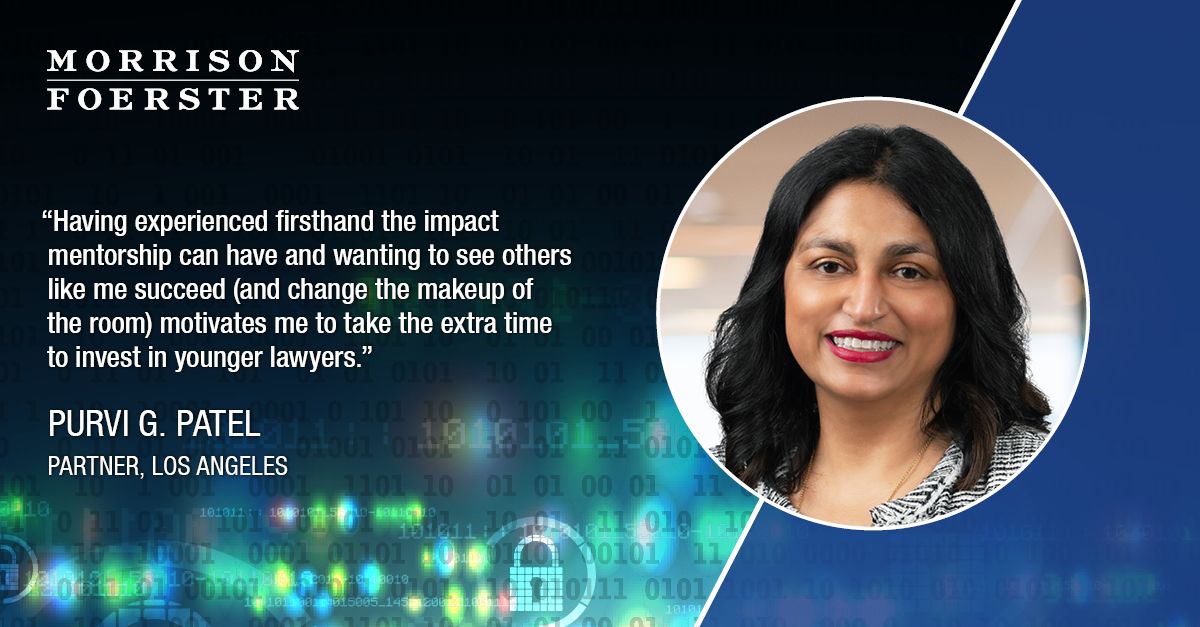 MORRISON
FOERSTER
“Having experienced firsthand the impact
mentorship can have and wanting to see others
like me succeed (and change the makeup of
the room) motivates me to take the extra time
to invest in younger lawyers.”
PURVI G. PATEL
PARTNER, LOS ANGELES